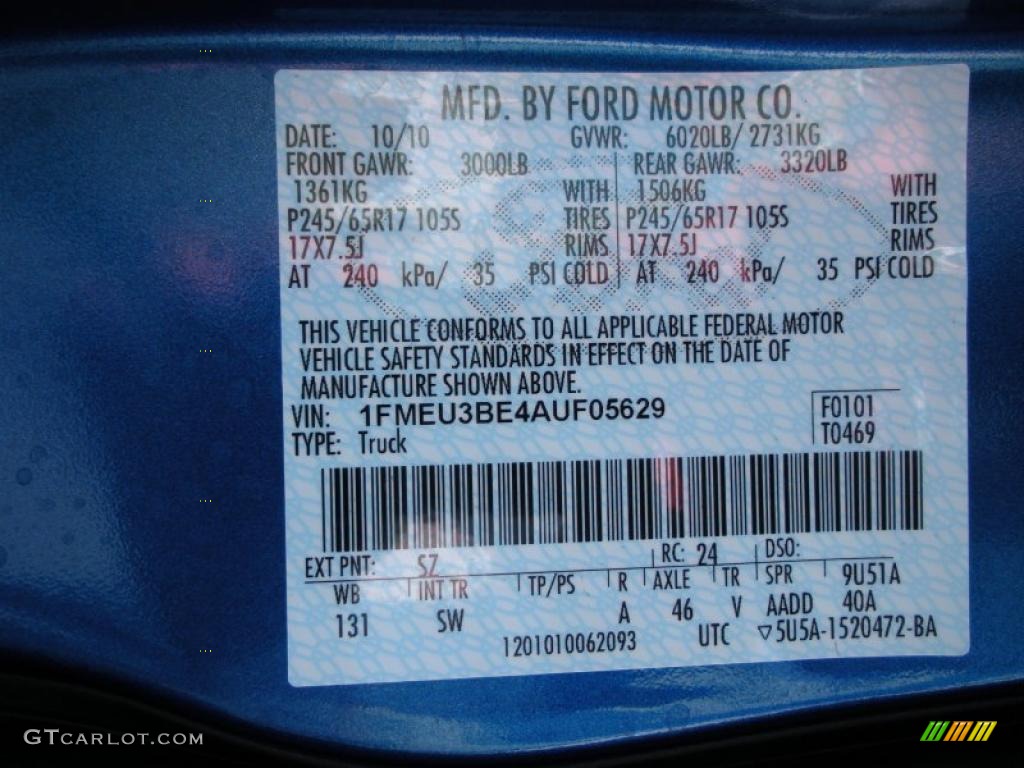 MFD. BY FORD MOTOR CO.
DATE: 10/10 GVWR: 6020LB/ 2731KG
FRONT GAWR: 3000LB REAR GAWR: 3320LB
1361KG WITH 1506KG WITH
P245/65R17 105S TIRES P245/65R17 105S TIRES
17X7.5J RIMS 17X7.5J RIMS
AT 240 kPa/ 35 PSI COLD AT 240 kPa/ 35 PSI COLD
THIS VEHICLE CONFORMS TO ALL APPLICABLE FEDERAL MOTOR
VEHICLE SAFETY STANDARDS IN EFFECT ON THE DATE OF
MANUFACTURE SHOWN ABOVE.
VIN: 1FMEU3BE4AUF05629 F0101
TYPE: Truck T0469
EXT PNT: SZ RC: 24 DSO:
WB INT TR TP/PS R AXLE TR SPR 9U51A
131 SW A 46 V AADD 40A
1201010062093 UTC ▽5U5A-1520472-BA
GTCARLOT.COM